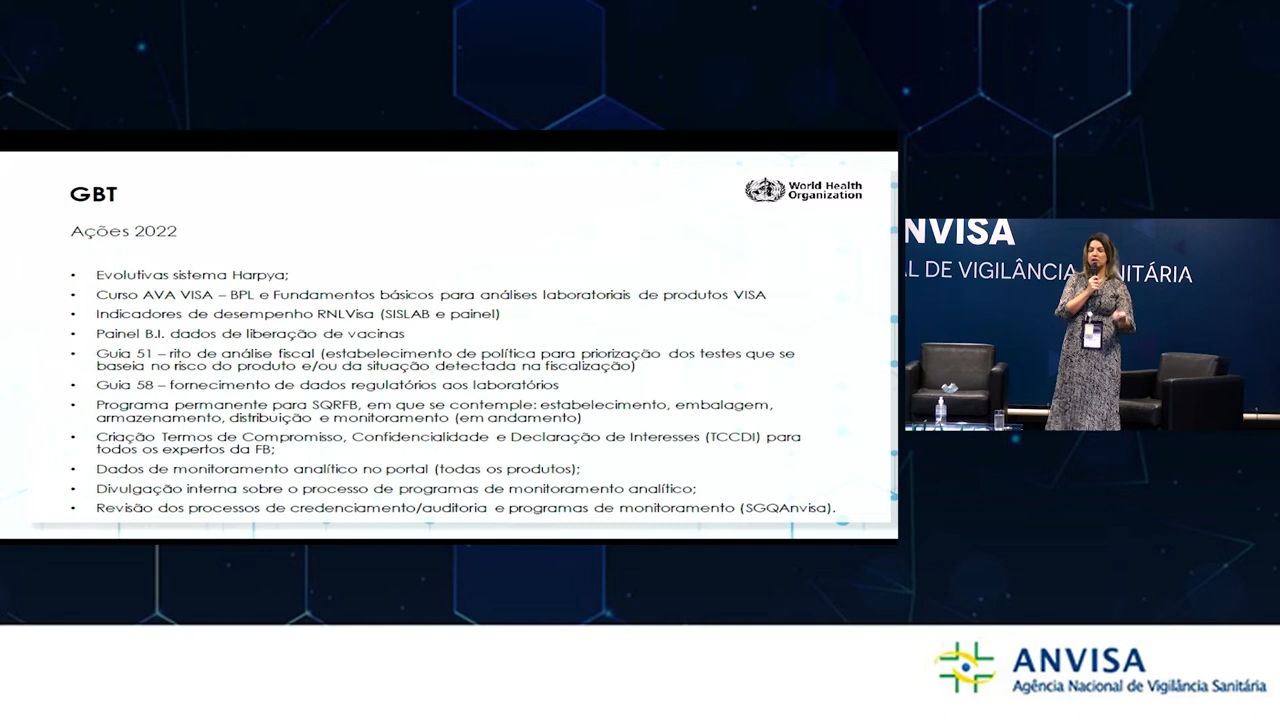 GBT
World Health
Organization
Ações 2022
• Evolutivas sistema Harpya;
• Curso AVA VISA – BPL e Fundamentos básicos para análises laboratoriais de produtos VISA
• Indicadores de desempenho RNLVisa (SISLAB e painel)
• Painel B.I. dados de liberação de vacinas
• Guia 51 – rito de análise fiscal (estabelecimento de política para priorização dos testes que se
baseia no risco do produto e/ou da situação detectada na fiscalização)
• Guia 58 – fornecimento de dados regulatórios aos laboratórios
• Programa permanente para SQRFB, em que se contemple: estabelecimento, embalagem,
armazenamento, distribuição e monitoramento (em andamento)
• Criação Termos de Compromisso, Confidencialidade e Declaração de Interesses (TCCDI) para
todos os expertos da FB;
• Dados de monitoramento analítico no portal (todas os produtos);
• Divulgação interna sobre o processo de programas de monitoramento analítico;
• Revisão dos processos de credenciamento/auditoria e programas de monitoramento (SGQAnvisa).
NVISA
AL DE VIGILÂNCIA NITÁRIA
ANVISA
Agência Nacional de Vigilância Sanitária